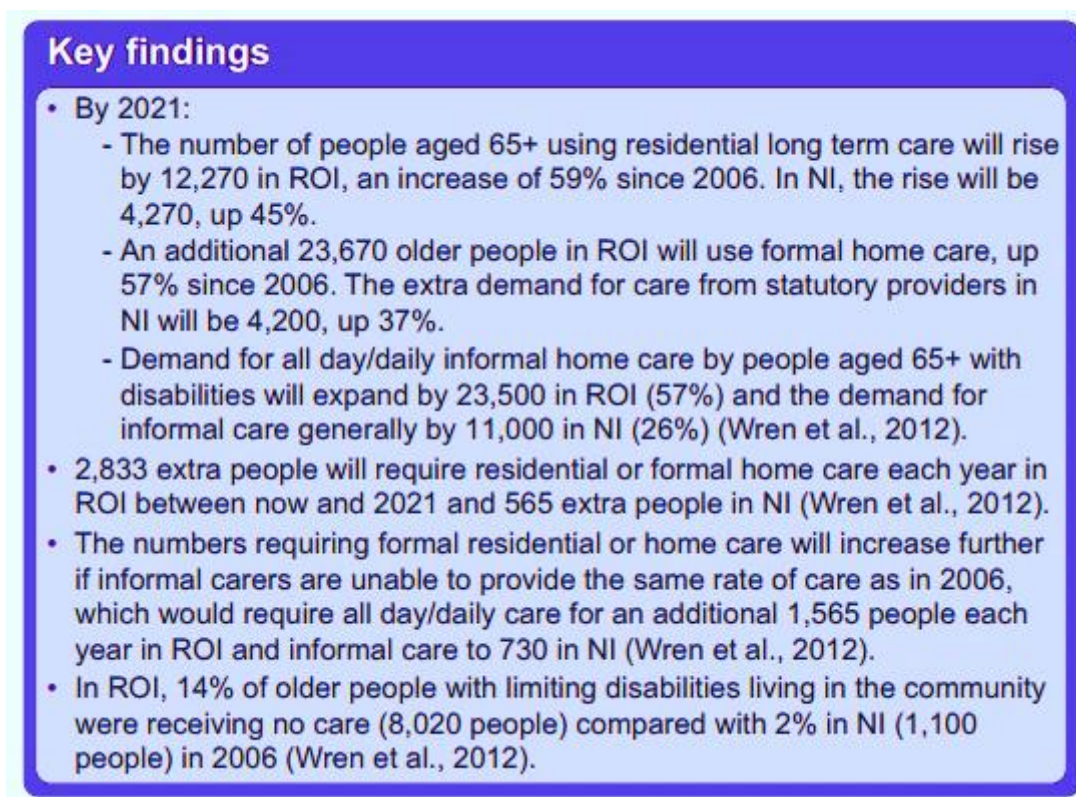 Key findings
• By 2021:
- The number of people aged 65+ using residential long term care will rise
by 12,270 in ROI, an increase of 59% since 2006. In NI, the rise will be
4,270, up 45%.
- An additional 23,670 older people in ROI will use formal home care, up
57% since 2006. The extra demand for care from statutory providers in
NI will be 4,200, up 37%.
- Demand for all day/daily informal home care by people aged 65+ with
disabilities will expand by 23,500 in ROI (57%) and the demand for
informal care generally by 11,000 in NI (26%) (Wren et al., 2012).
• 2,833 extra people will require residential or formal home care each year in
ROI between now and 2021 and 565 extra people in NI (Wren et al., 2012).
• The numbers requiring formal residential or home care will increase further
if informal carers are unable to provide the same rate of care as in 2006,
which would require all day/daily care for an additional 1,565 people each
year in ROI and informal care to 730 in NI (Wren et al., 2012).
• In ROI, 14% of older people with limiting disabilities living in the community
were receiving no care (8,020 people) compared with 2% in NI (1,100
people) in 2006 (Wren et al., 2012).